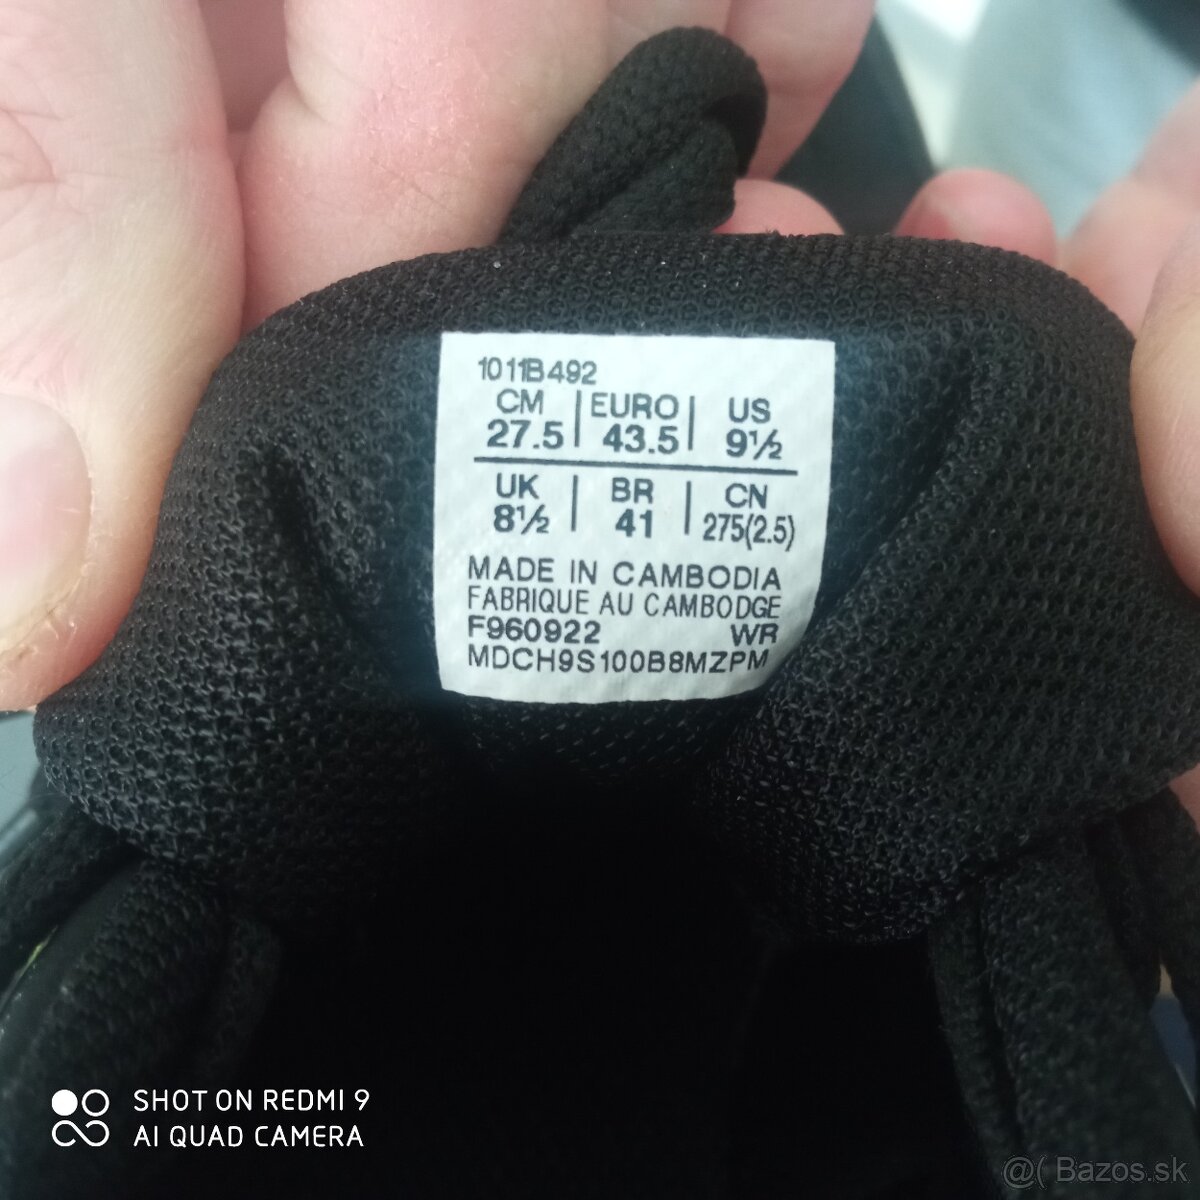 1011B492
CM | EURO | US
27.5 | 43.5 | 9½
UK | BR | CN
8½ | 41 | 275(2.5)
MADE IN CAMBODIA
FABRIQUE AU CAMBODGE
F960922 WR
MDCH9S100B8MZPM
SHOT ON REDMI 9
AI QUAD CAMERA
@( Bazos.sk